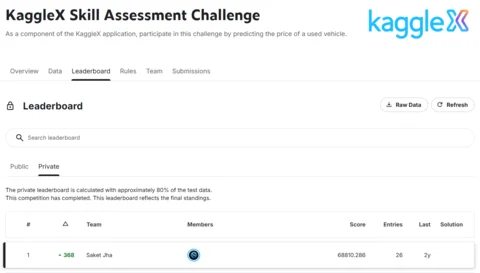 KaggleX Skill Assessment Challenge
As a component of the KaggleX application, participate in this challenge by predicting the price of a used vehicle.
kaggleX
Overview Data Leaderboard Rules Team Submissions
Leaderboard
Raw Data Refresh
Search leaderboard
Public Private
The private leaderboard is calculated with approximately 80% of the test data.
This competition has completed. This leaderboard reflects the final standings.
# Δ Team Members Score Entries Last Solution
1 368 Saket Jha 68810.286 26 2y